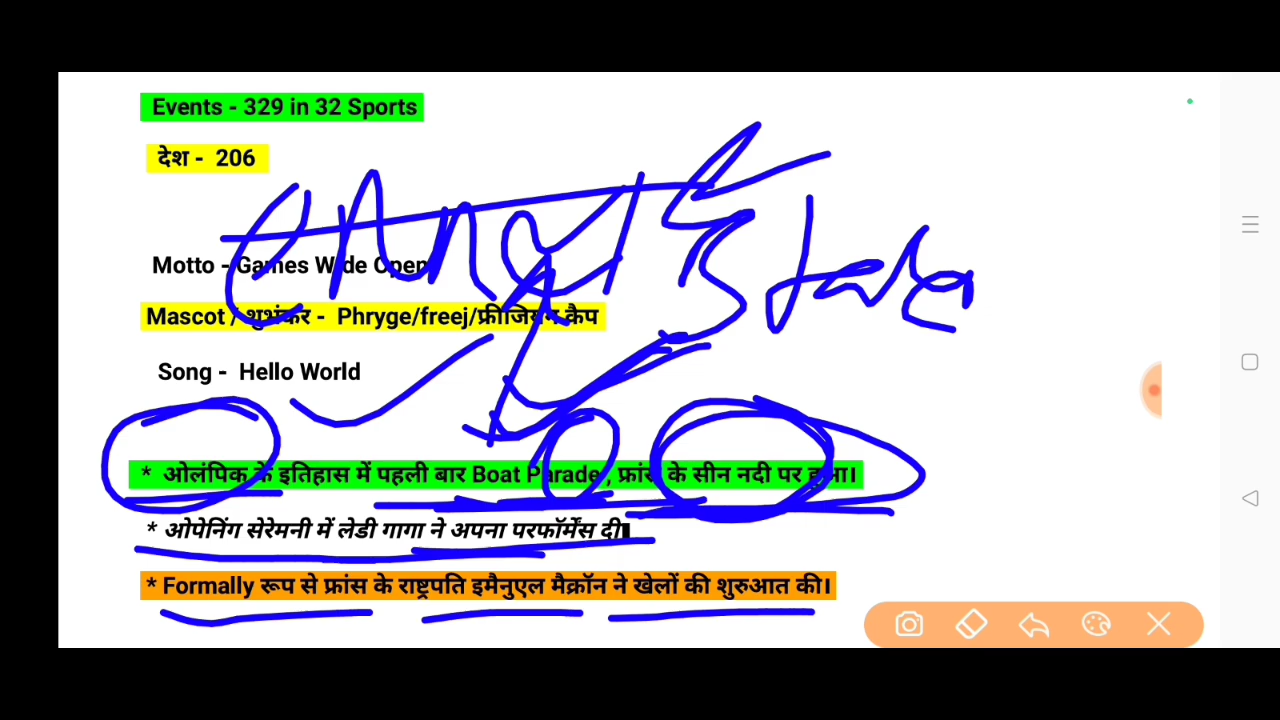 Events - 329 in 32 Sports
देश - 206
Motto - Games Wide Open
Mascot / शुभंकर - Phryge/freej/फ्रीजियन कैप
Song - Hello World
* ओलंपिक के इतिहास में पहली बार Boat Parade , फ्रांस के सीन नदी पर हुआ।
* ओपेनिंग सेरेमनी में लेडी गागा ने अपना परफॉर्मेंस दी।
* Formally रूप से फ्रांस के राष्ट्रपति इमैनुएल मैक्रॉन ने खेलों की शुरुआत की।